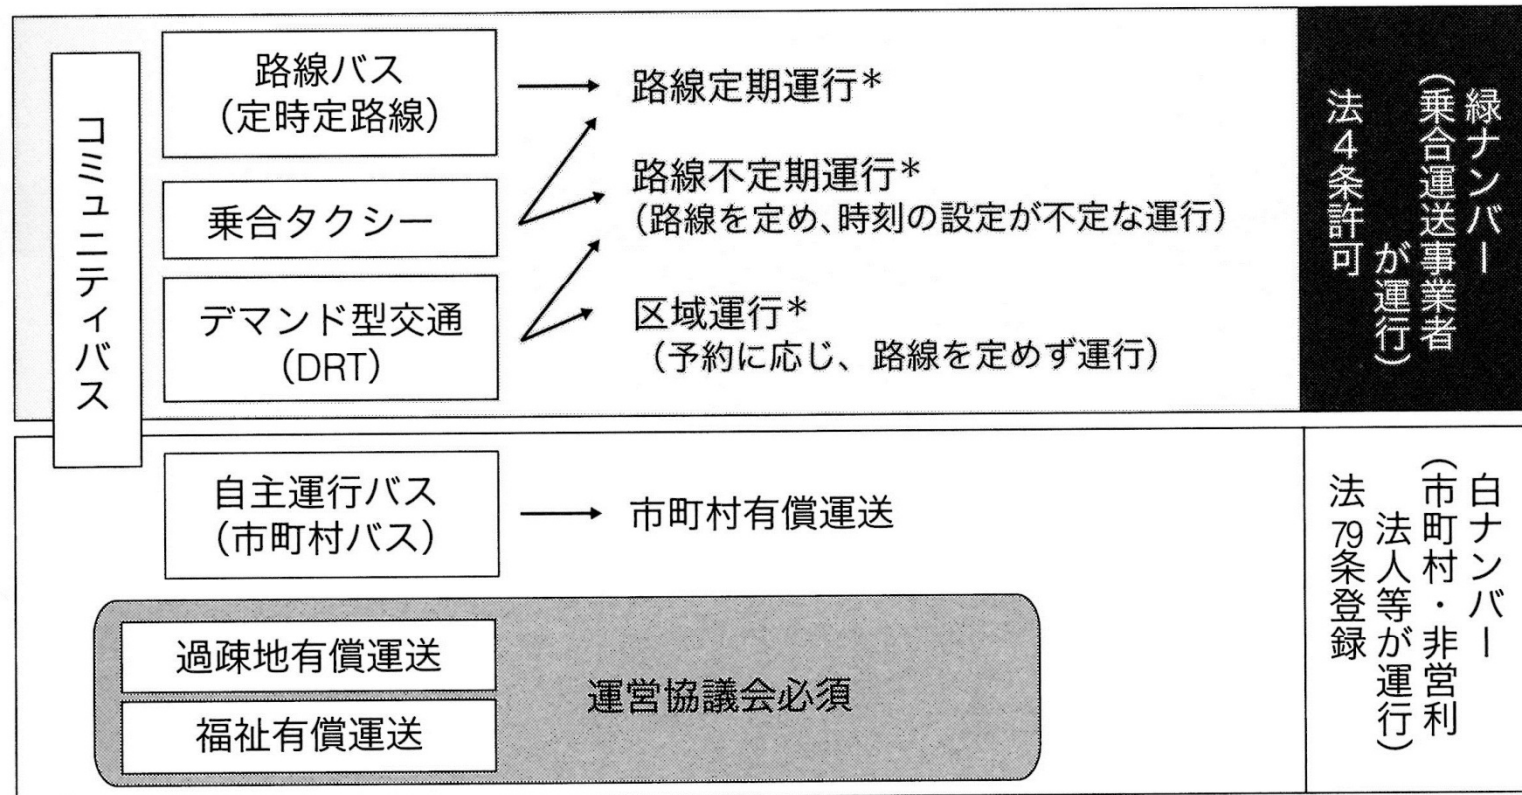 コミュニティバス
路線バス
(定時定路線)
路線定期運行*
乗合タクシー
路線不定期運行*
(路線を定め、時刻の設定が不定な運行)
デマンド型交通
(DRT)
区域運行*
(予約に応じ、路線を定めず運行)
緑ナンバー
(乗合運送事業者
が運行)
法4条許可
自主運行バス
(市町村バス)
市町村有償運送
過疎地有償運送
福祉有償運送
運営協議会必須
白ナンバー
(市町村・非営利
法人等が運行)
法79条登録